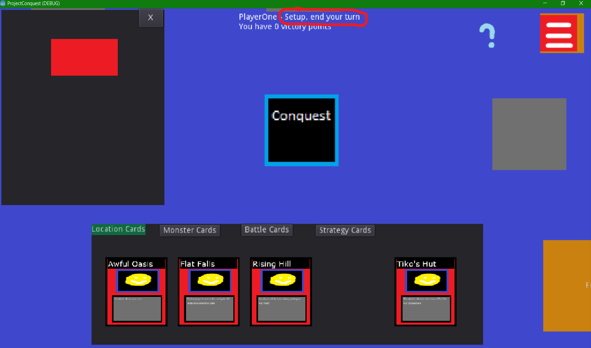 ProjectConquest (DEBUG)
X
PlayerOne - Setup, end your turn
You have 0 victory points
?
Conquest
Location Cards
Monster Cards
Battle Cards
Strategy Cards
Awful Oasis
Flat Falls
Rising Hill
Tiko's Hut